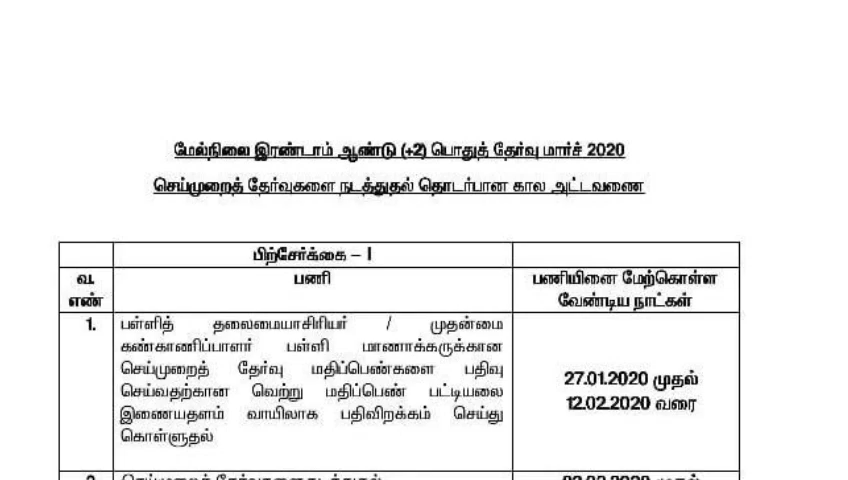 மேல்நிலை இரண்டாம் ஆண்டு (+2) பொதுத் தேர்வு மார்ச் 2020
செய்முறைத் தேர்வுகளை நடத்துதல் தொடர்பான கால அட்டவணை
பிற்சேர்க்கை – I
வ. எண்
பணி
பணியினை மேற்கொள்ள
வேண்டிய நாட்கள்
1.
பள்ளித் தலைமையாசிரியர் / முதன்மை
கண்காணிப்பாளர் பள்ளி மாணாக்கருக்கான
செய்முறைத் தேர்வு மதிப்பெண்களை பதிவு
செய்வதற்கான வெற்று மதிப்பெண் பட்டியலை
இணையதளம் வாயிலாக பதிவிறக்கம் செய்து
கொள்ளுதல்
27.01.2020 முதல்
12.02.2020 வரை